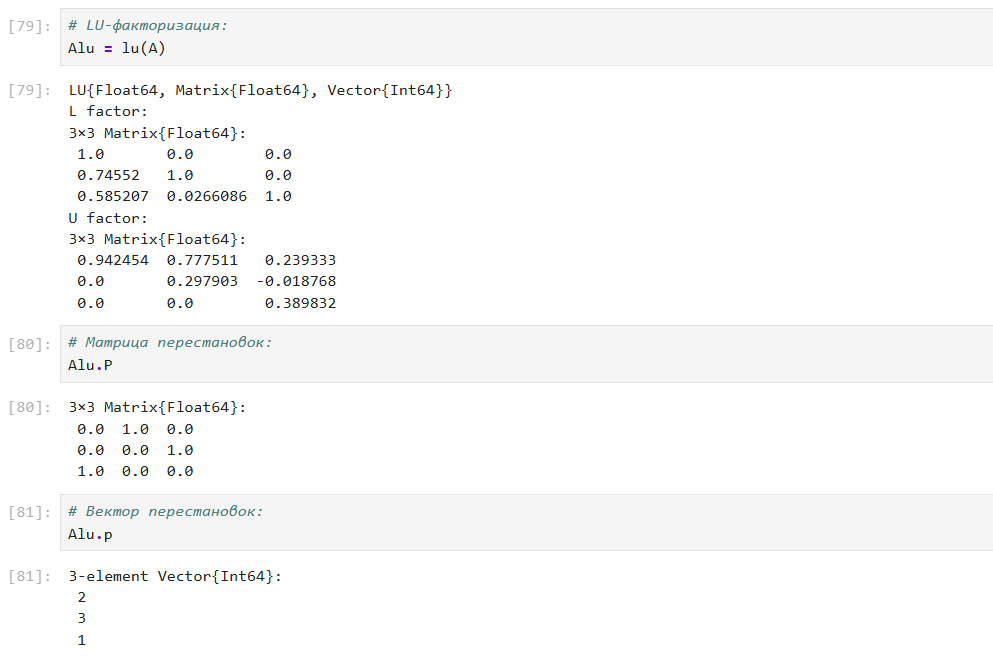 [79]: # LU-факторизация:
Alu = lu(A)
[79]: LU{Float64, Matrix{Float64}, Vector{Int64}}
L factor:
3×3 Matrix{Float64}:
1.0 0.0 0.0
0.74552 1.0 0.0
0.585207 0.0266086 1.0
U factor:
3×3 Matrix{Float64}:
0.942454 0.777511 0.239333
0.0 0.297903 -0.018768
0.0 0.0 0.389832
[80]: # Матрица перестановок:
Alu.P
[80]: 3×3 Matrix{Float64}:
0.0 1.0 0.0
0.0 0.0 1.0
1.0 0.0 0.0
[81]: # Вектор перестановок:
Alu.p
[81]: 3-element Vector{Int64}:
2
3
1